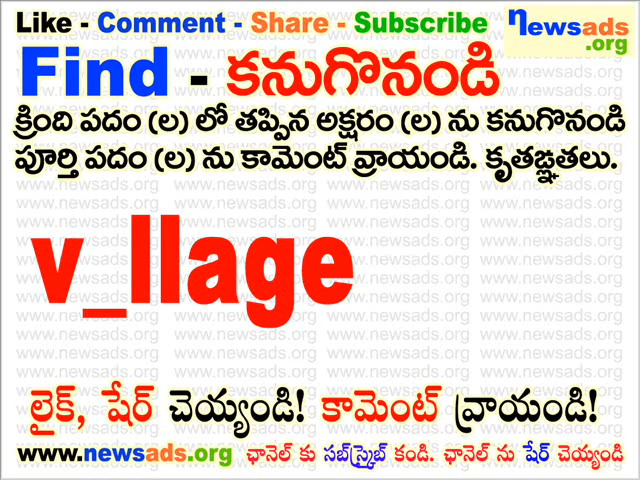 Like - Comment - Share - Subscribe
newsads
.org
Find - కనుగొనండి
క్రింది పదం (ల) లో తప్పిన అక్షరం (ల) ను కనుగొనండి
పూర్తి పదం (ల) ను కామెంట్ వ్రాయండి. కృతజ్ఞతలు.
v_llage
లైక్, షేర్ చెయ్యండి! కామెంట్ వ్రాయండి!
www.newsads.org ఛానెల్ కు సబ్‌స్క్రైబ్ కండి. ఛానెల్ ను షేర్ చెయ్యండి